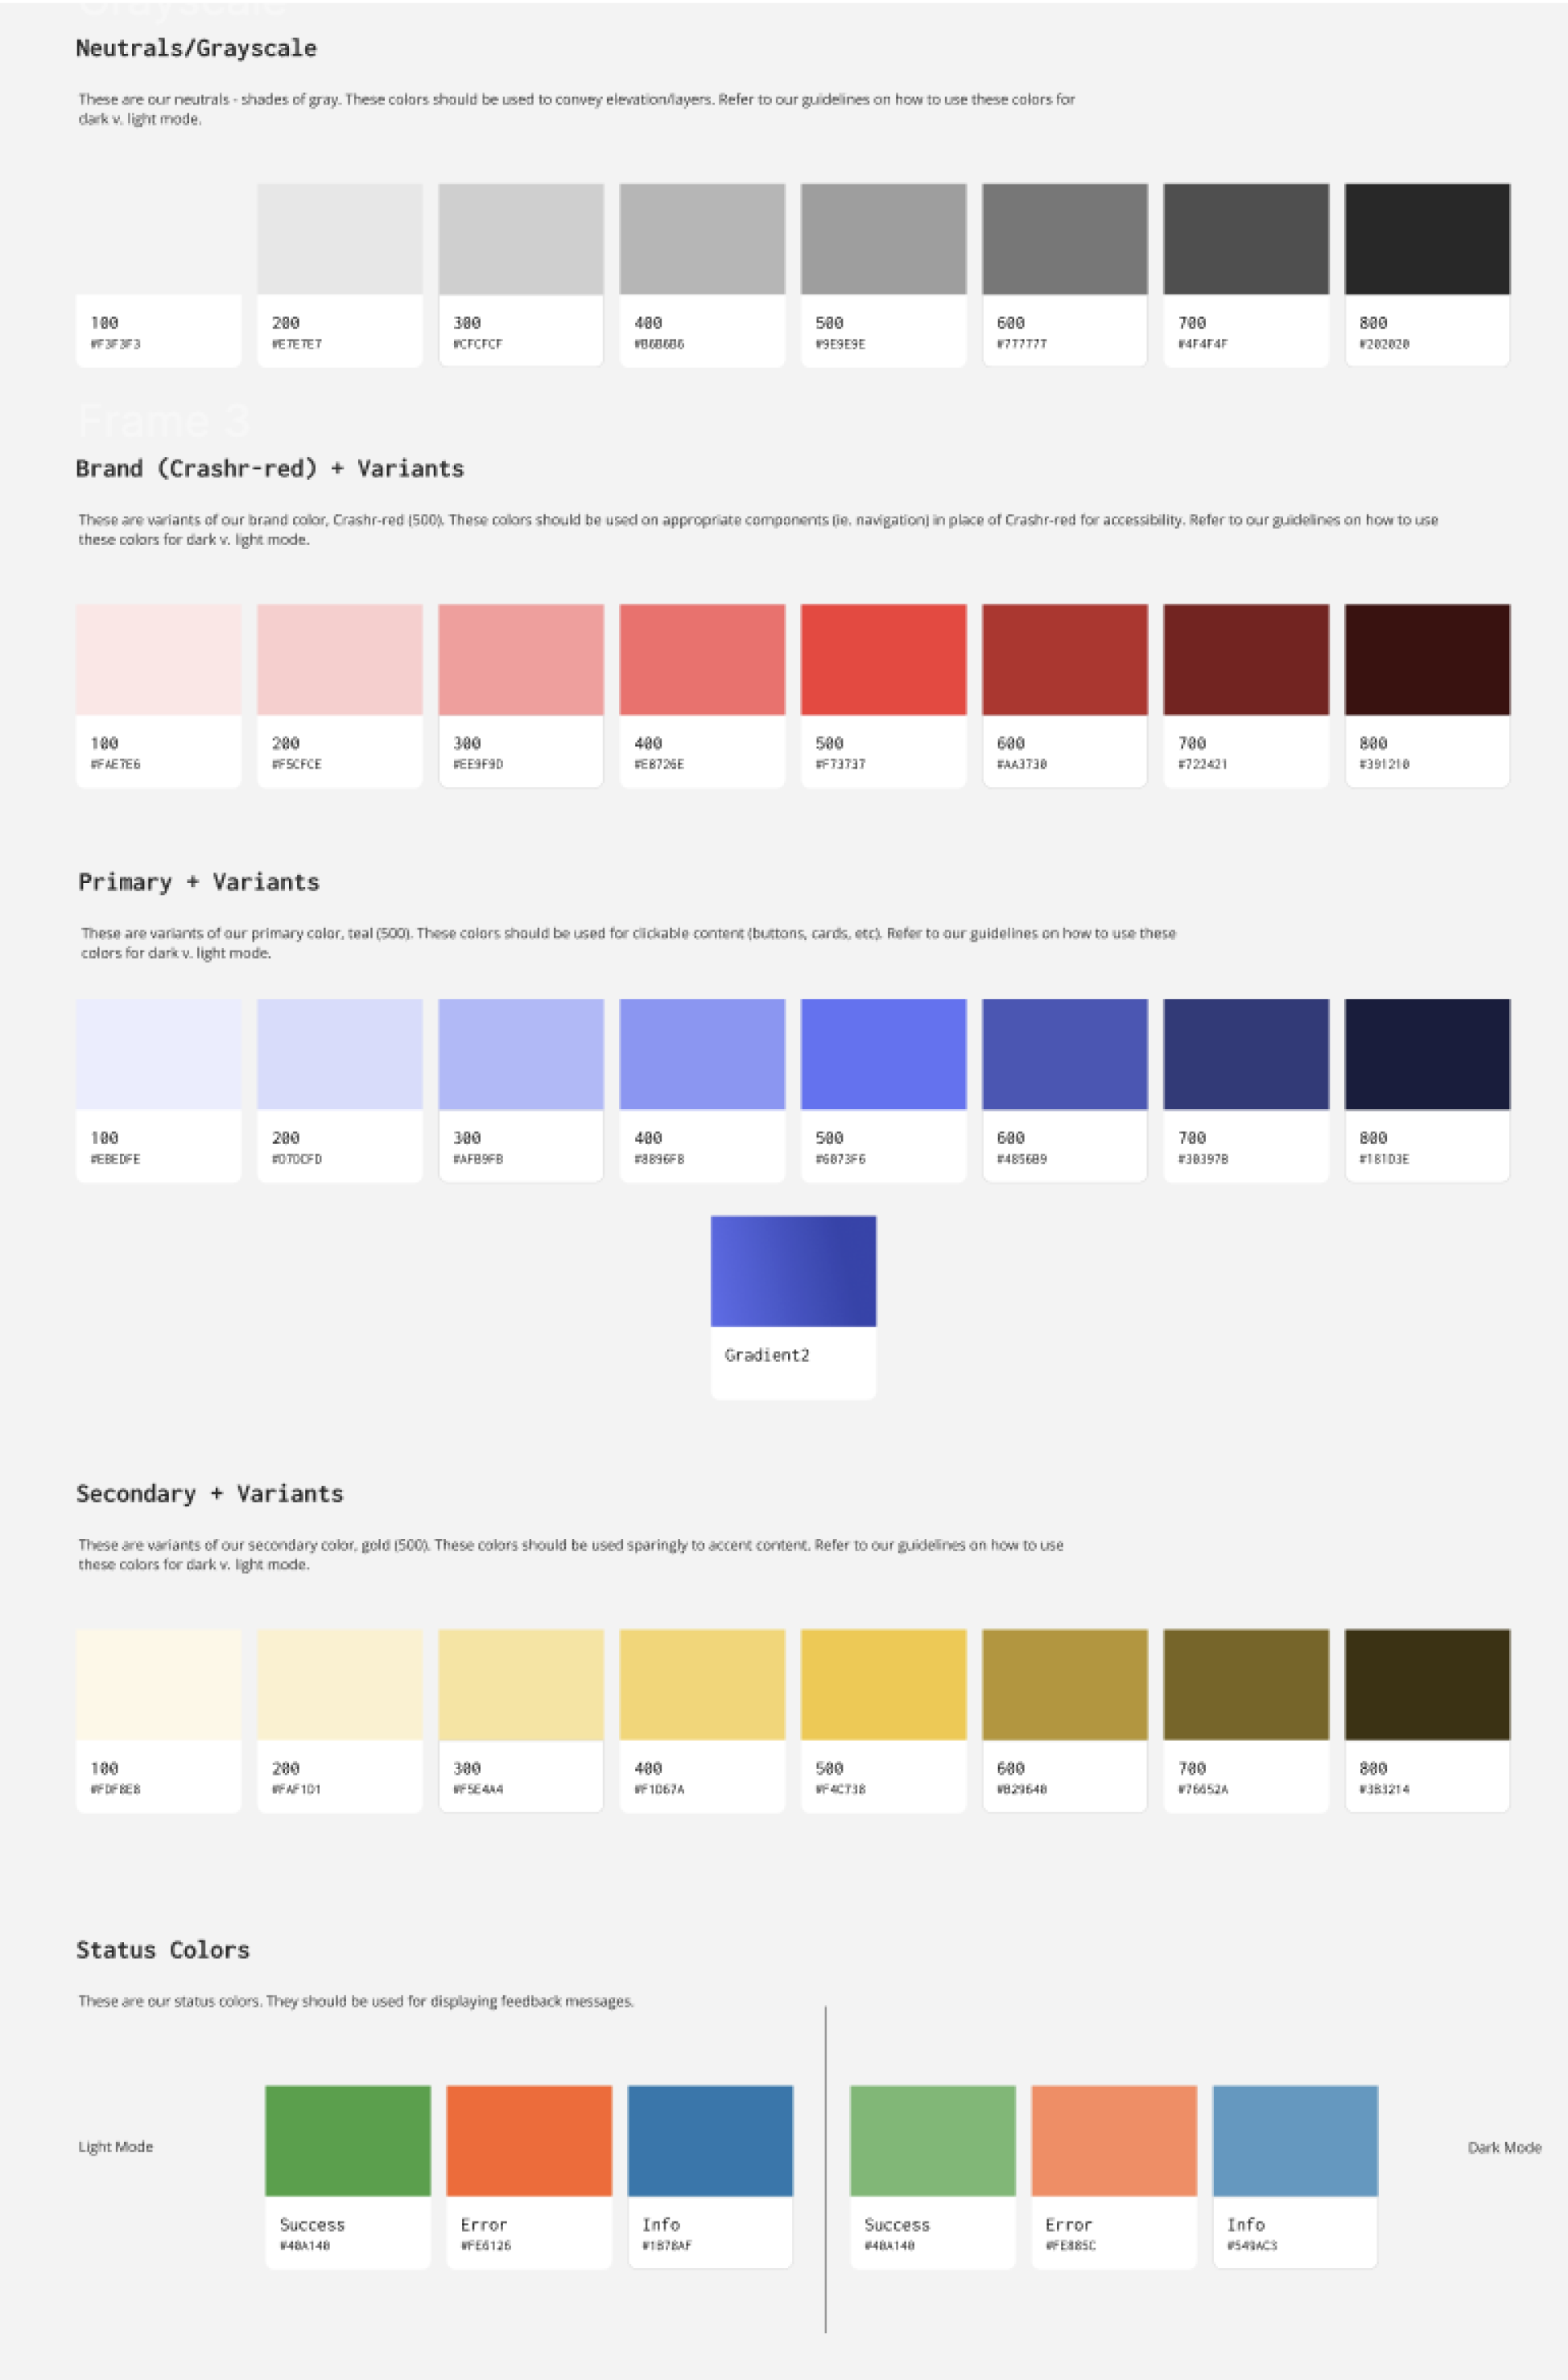 Grayscale
Neutrals/Grayscale
These are our neutrals - shades of gray. These colors should be used to convey elevation/layers. Refer to our guidelines on how to use these colors for
dark v. light mode.
100 200 300 400 500 600 700 800
#F3F3F3 #E7E7E7 #CFCFCF #B6B6B6 #9E9E9E #777777 #4F4F4F #202020
Frame 3
Brand (Crashr-red) + Variants
These are variants of our brand color, Crashr-red (500). These colors should be used on appropriate components (ie. navigation) in place of Crashr-red for accessibility. Refer to our guidelines on how to use
these colors for dark v. light mode.
100 200 300 400 500 600 700 800
#FAE7E6 #F5CFCE #EE9F9D #E8726E #F73737 #AA3730 #722421 #391210
Primary + Variants
These are variants of our primary color, teal (500). These colors should be used for clickable content (buttons, cards, etc). Refer to our guidelines on how to use these
colors for dark v. light mode.
100 200 300 400 500 600 700 800
#EBEDFE #D7DCFD #AFB9FB #8896F8 #6073F6 #4856B9 #30397B #181D3E
Gradient2
Secondary + Variants
These are variants of our secondary color, gold (500). These colors should be used sparingly to accent content. Refer to our guidelines on how to use
these colors for dark v. light mode.
100 200 300 400 500 600 700 800
#FDF8E8 #FAF1D1 #F5E4A4 #F1D67A #F4C738 #B29640 #76652A #3B3214
Status Colors
These are our status colors. They should be used for displaying feedback messages.
Light Mode
Success Error Info
#40A140 #FE6126 #1B78AF
Success Error Info
#40A140 #FE885C #549AC3
Dark Mode